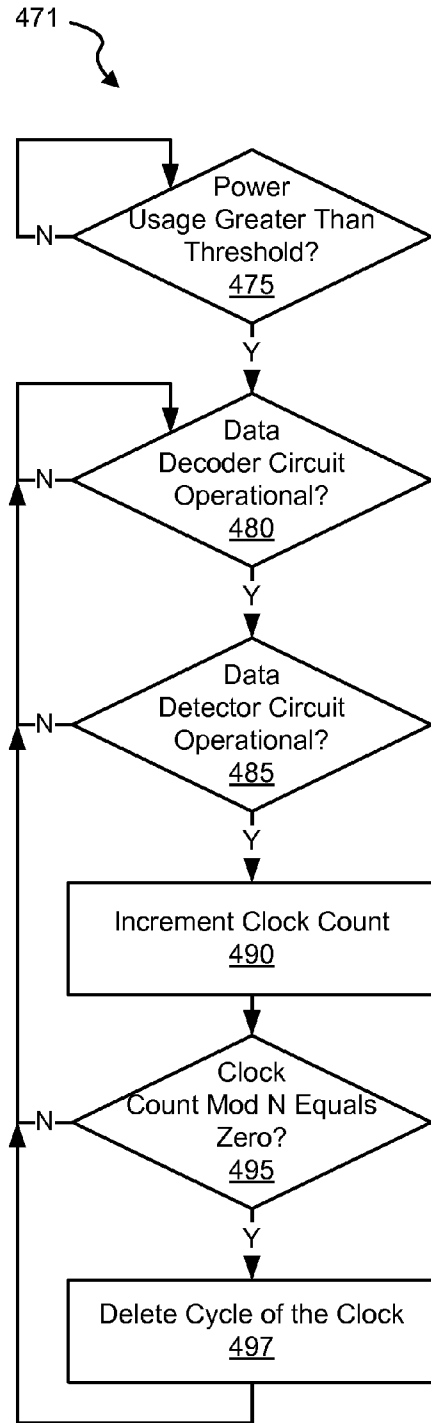 471
Power
Usage Greater Than
Threshold?
475
N
Y
Data
Decoder Circuit
Operational?
480
N
Y
Data
Detector Circuit
Operational?
485
N
Y
Increment Clock Count
490
Clock
Count Mod N Equals
Zero?
495
N
Y
Delete Cycle of the Clock
497